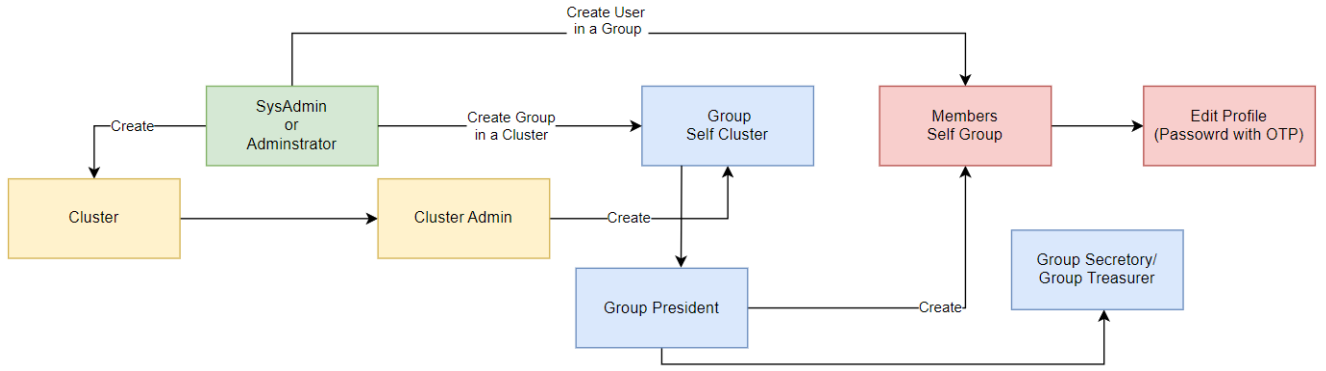 Create User
in a Group
SysAdmin
or
Adminstrator
Create
Create Group
in a Cluster
Group
Self Cluster
Members
Self Group
Edit Profile
(Passowrd with OTP)
Cluster
Cluster Admin
Create
Group Secretory/
Group Treasurer
Group President
Create